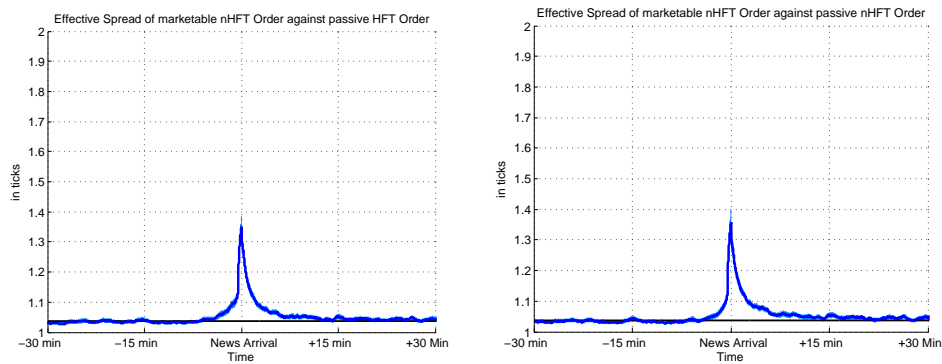 Effective Spread of marketable nHFT Order against passive HFT Order
2
1.9
1.8
1.7
1.6
1.5
1.4
1.3
1.2
1.1
1
in ticks
−30 min
−15 min
News Arrival
+15 min
+30 Min
Time
Effective Spread of marketable nHFT Order against passive nHFT Order
2
1.9
1.8
1.7
1.6
1.5
1.4
1.3
1.2
1.1
1
in ticks
−30 min
−15 min
News Arrival
+15 min
+30 Min
Time